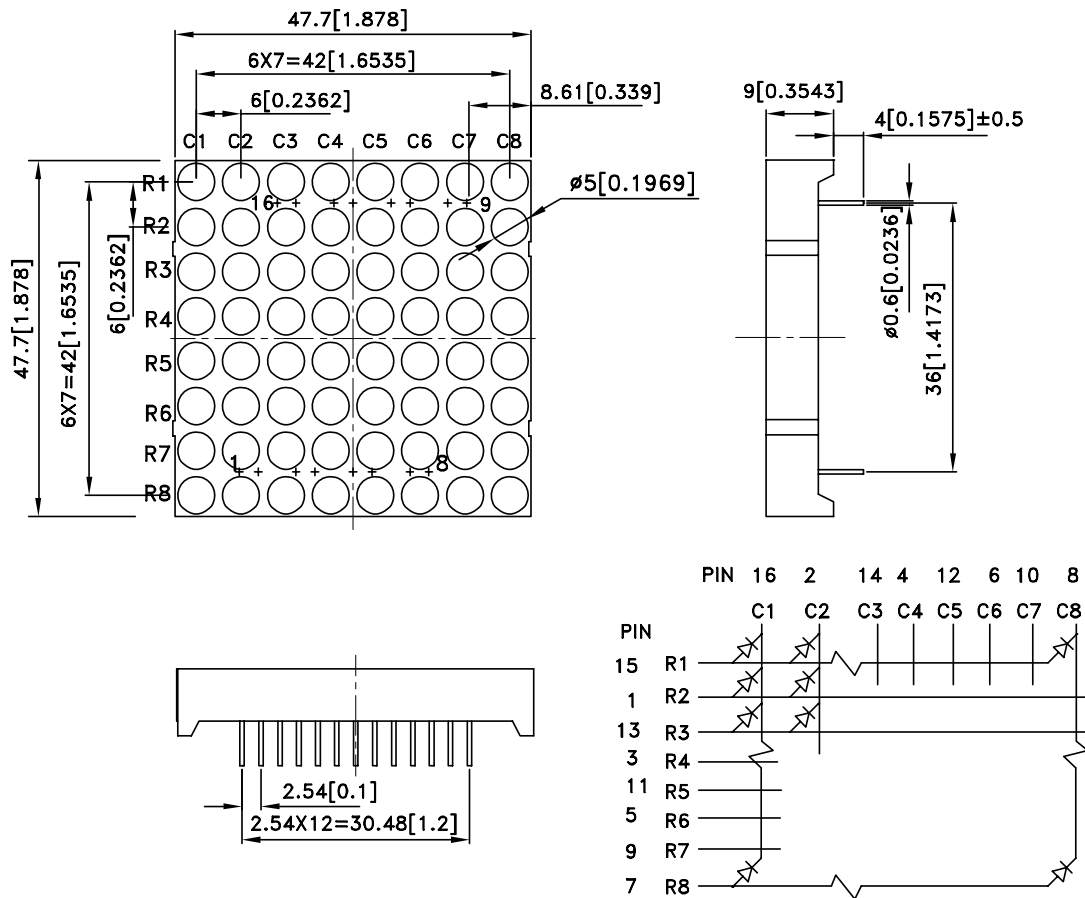 47.7[1.878]
6X7=42[1.6535]
6[0.2362]
8.61[0.339]
C1 C2 C3 C4 C5 C6 C7 C8
R1
R2
R3
R4
R5
R6
R7
R8
16
9
1
8
ø5[0.1969]
47.7[1.878]
6X7=42[1.6535]
6[0.2362]
9[0.3543]
4[0.1575]±0.5
ø0.6[0.0236]
36[1.4173]
2.54[0.1]
2.54X12=30.48[1.2]
PIN 16 2 14 4 12 6 10 8
C1 C2 C3 C4 C5 C6 C7 C8
PIN
15 R1
1 R2
13 R3
3 R4
11 R5
5 R6
9 R7
7 R8